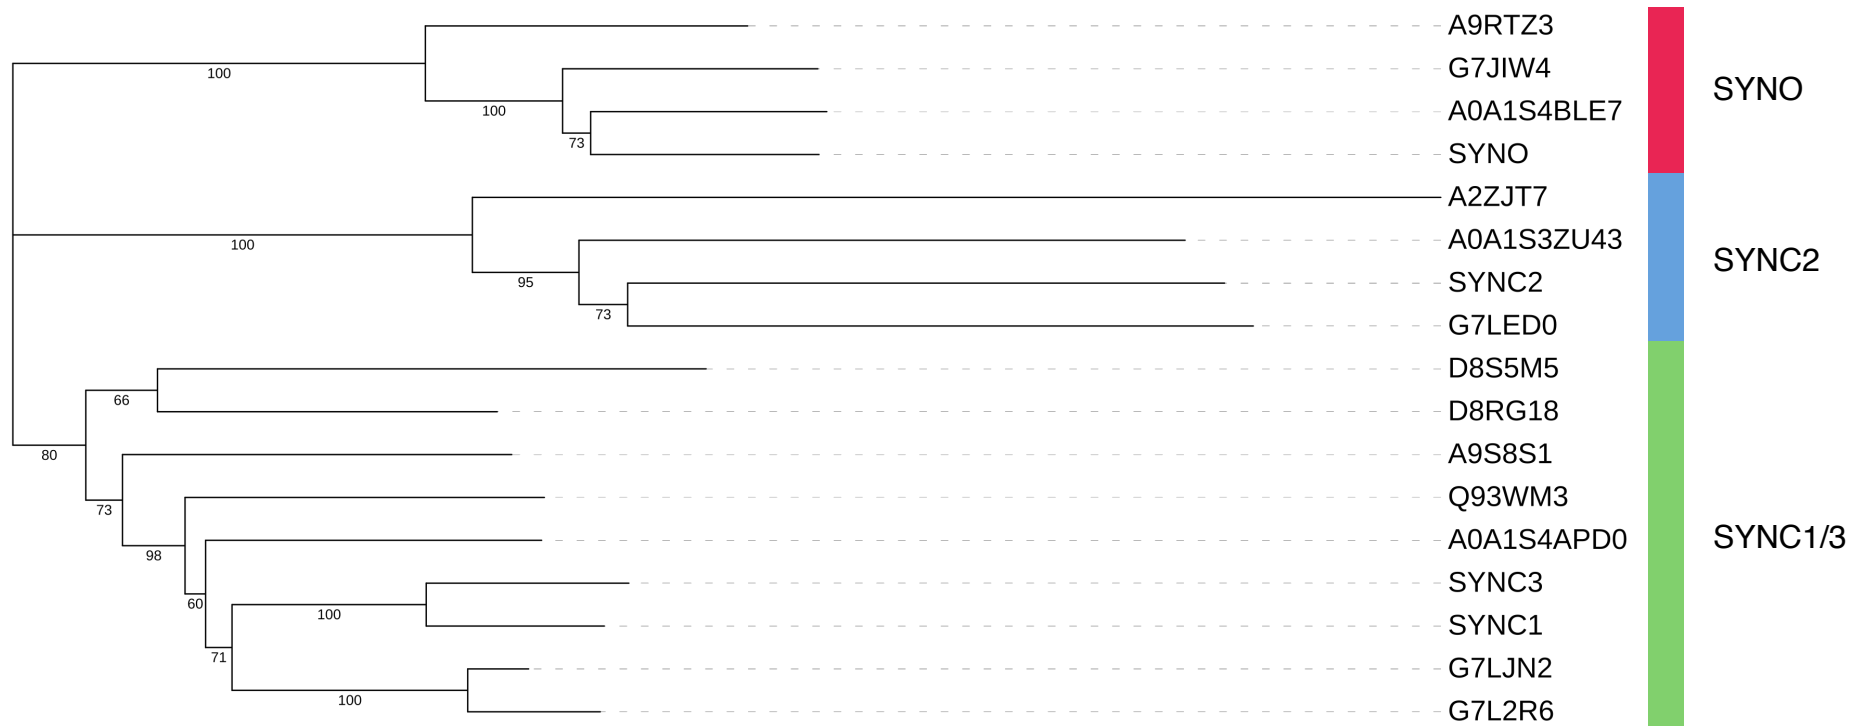 A9RTZ3
100
G7JIW4
SYNO
100
A0A1S4BLE7
73
SYNO
A2ZJT7
100
A0A1S3ZU43
SYNC2
95
SYNC2
73
G7LED0
D8S5M5
66
D8RG18
80
A9S8S1
73
Q93WM3
SYNC1/3
98
A0A1S4APD0
SYNC3
60
100
SYNC1
71
G7LJN2
100
G7L2R6